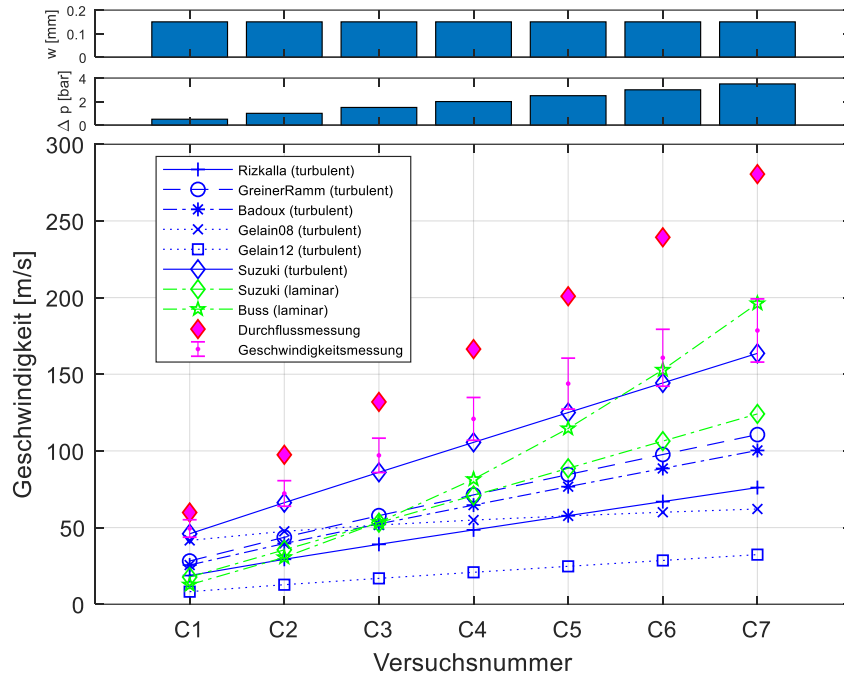 w [mm]
0.2
0.1
0
Δ p [bar]
4
2
0
Geschwindigkeit [m/s]
300
250
200
150
100
50
0
Rizkalla (turbulent)
GreinerRamm (turbulent)
Badoux (turbulent)
Gelain08 (turbulent)
Gelain12 (turbulent)
Suzuki (turbulent)
Suzuki (laminar)
Buss (laminar)
Durchflussmessung
Geschwindigkeitsmessung
C1 C2 C3 C4 C5 C6 C7
Versuchsnummer